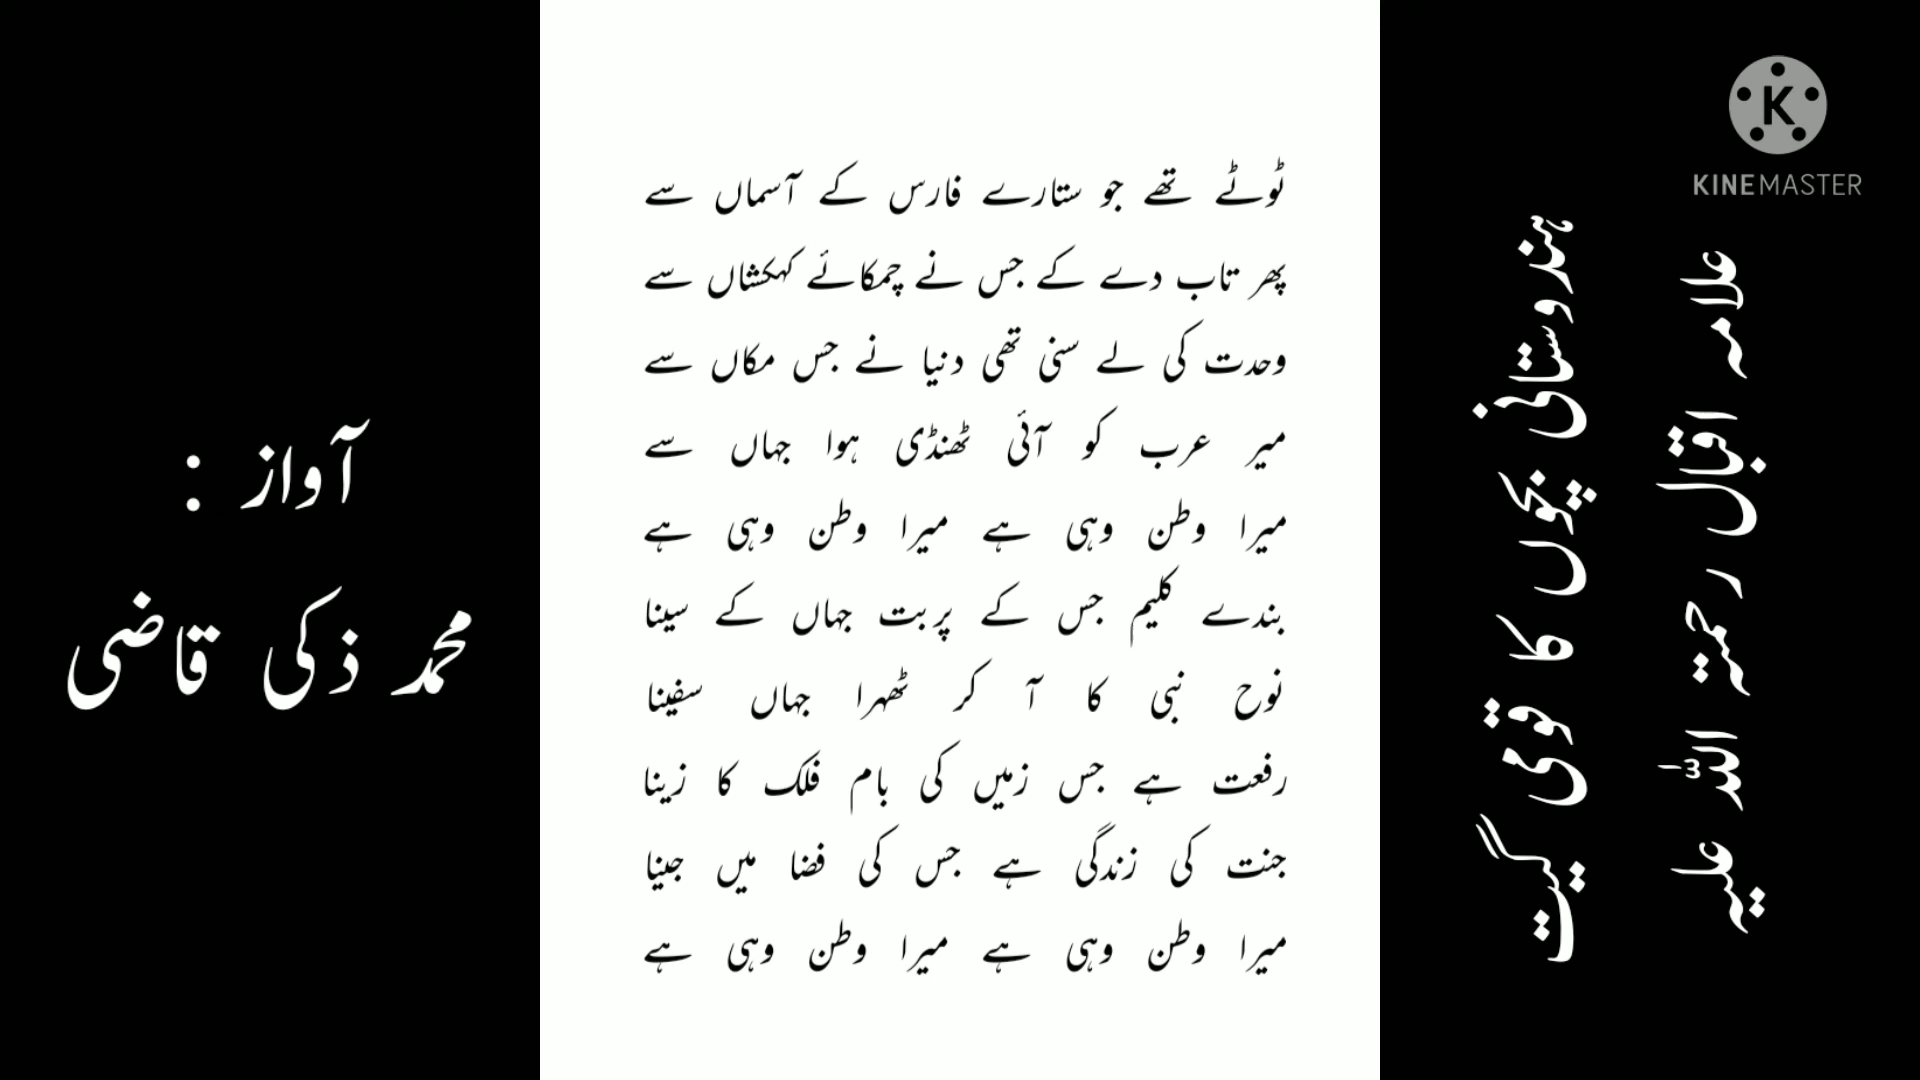 ٹوٹے تھے جو ستارے فارس کے آسماں سے
پھر تاب دے کے جس نے چمکائے کہکشاں سے
وحدت کی لے سنی تھی دنیا نے جس مکاں سے
میر عرب کو آئی ٹھنڈی ہوا جہاں سے
میرا وطن وہی ہے میرا وطن وہی ہے
بندے کلیم جس کے پربت جہاں کے سینا
نوح نبی کا آ کر ٹھہرا جہاں سفینا
رفعت ہے جس زمیں کی بام فلک کا زینا
جنت کی زندگی ہے جس کی فضا میں جینا
میرا وطن وہی ہے میرا وطن وہی ہے
ہندوستانی بچوں کا قومی گیت
علامہ اقبال رحمتہ اللہ علیہ
آواز :
محمد ذکی قاضی
KINEMASTER